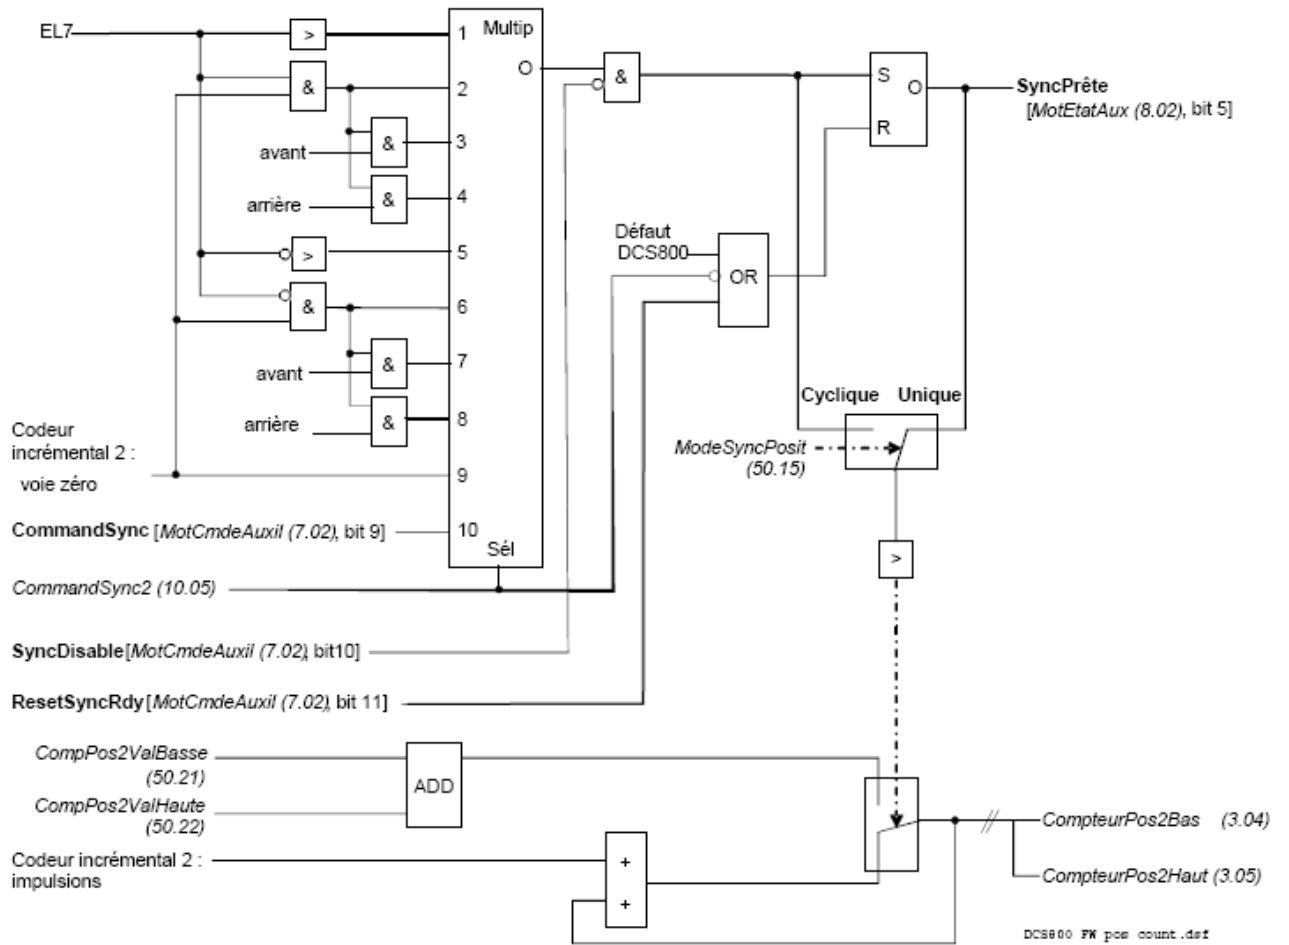 EL7
>
1
Multip
O
&
2
&
avant
3
&
arrière
4
&
S
O
R
SyncPrête
[MotEtatAux (8.02), bit 5]
>
5
&
6
avant
&
7
arrière
&
8
Défaut
DCS800
OR
Codeur
incrémental 2 :
voie zéro
9
CommandSync [MotCmdeAuxil (7.02), bit 9]
10
Sél
CommandSync2 (10.05)
SyncDisable[MotCmdeAuxil (7.02), bit10]
ResetSyncRdy[MotCmdeAuxil (7.02), bit 11]
Cyclique Unique
ModeSyncPosit
(50.15)
>
CompPos2ValBasse
(50.21)
CompPos2ValHaute
(50.22)
ADD
Codeur incrémental 2 :
impulsions
+
+
CompteurPos2Bas (3.04)
CompteurPos2Haut (3.05)
DCS800 FW pos count.dsf